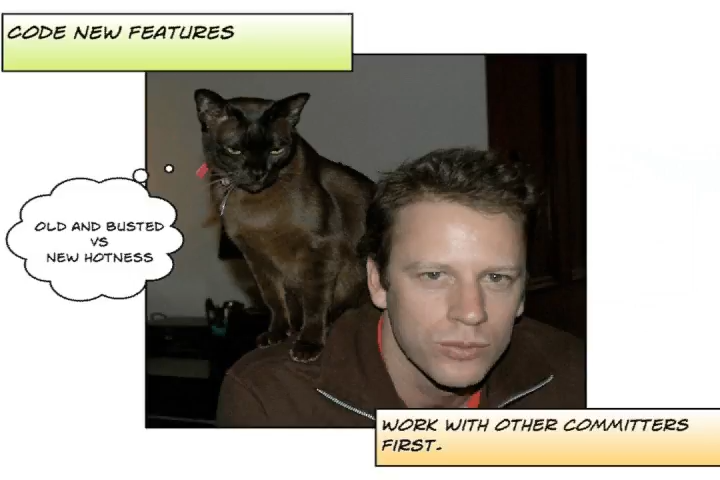 CODE NEW FEATURES
OLD AND BUSTED
VS
NEW HOTNESS
WORK WITH OTHER COMMITTERS
FIRST.